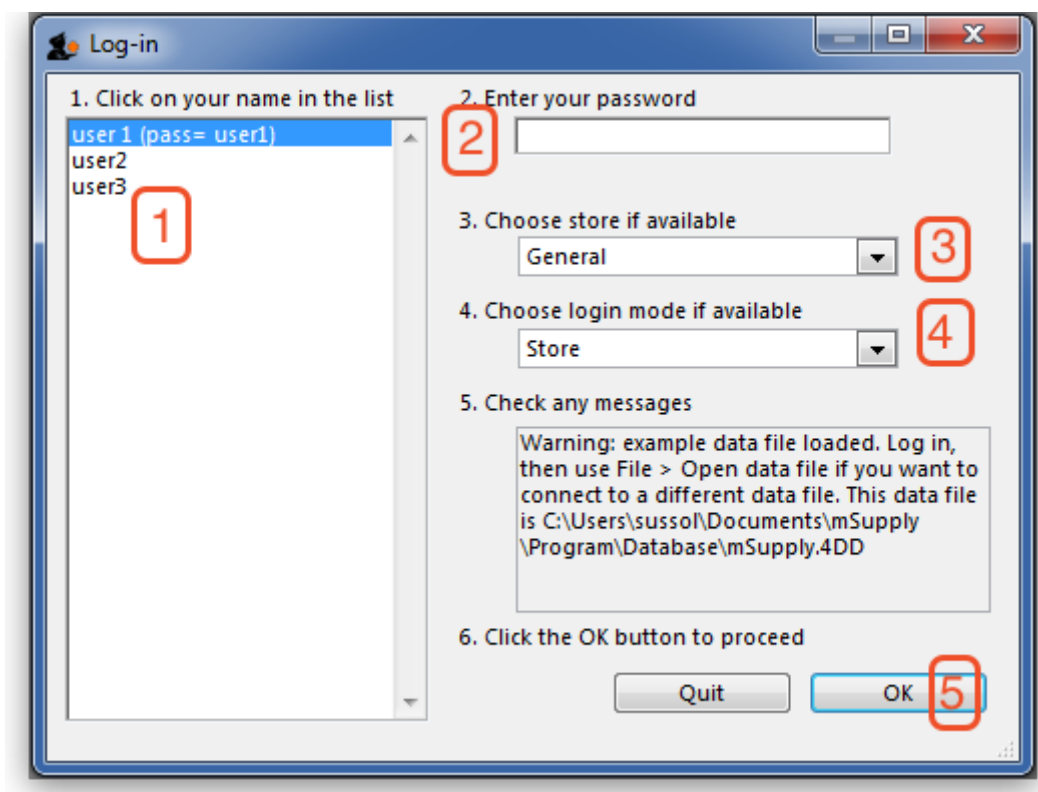 Log-in
1. Click on your name in the list
user 1 (pass= user1)
user2
user3
1
2. Enter your password
2
3. Choose store if available
General
3
4. Choose login mode if available
Store
4
5. Check any messages
Warning: example data file loaded. Log in,
then use File > Open data file if you want to
connect to a different data file. This data file
is C:\Users\sussol\Documents\mSupply
\Program\Database\mSupply.4DD
6. Click the OK button to proceed
Quit
OK
5